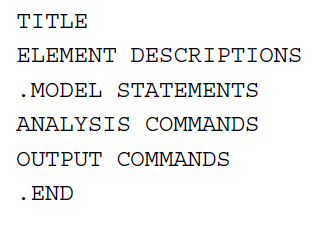 TITLE
ELEMENT DESCRIPTIONS
.MODEL STATEMENTS
ANALYSIS COMMANDS
OUTPUT COMMANDS
.END